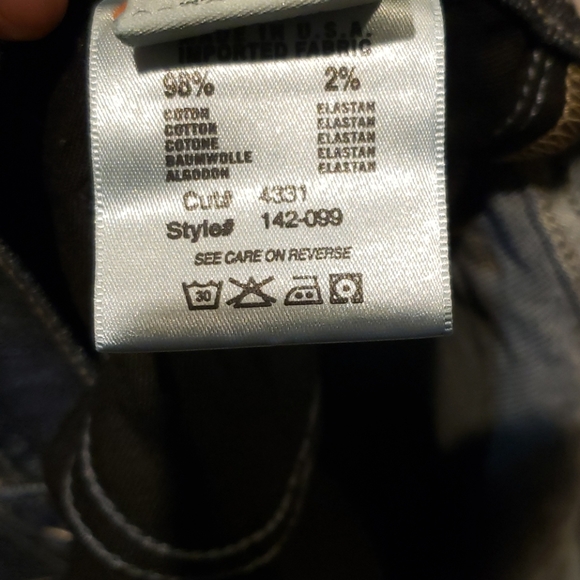 MADE IN U.S.A.
IMPORTED FABRIC
98% 2%
COTON ELASTAN
COTTON ELASTAN
COTONE ELASTAN
BAUMWOLLE ELASTAN
ALGODON ELASTAN
Cut# 4331
Style# 142-099
SEE CARE ON REVERSE
30